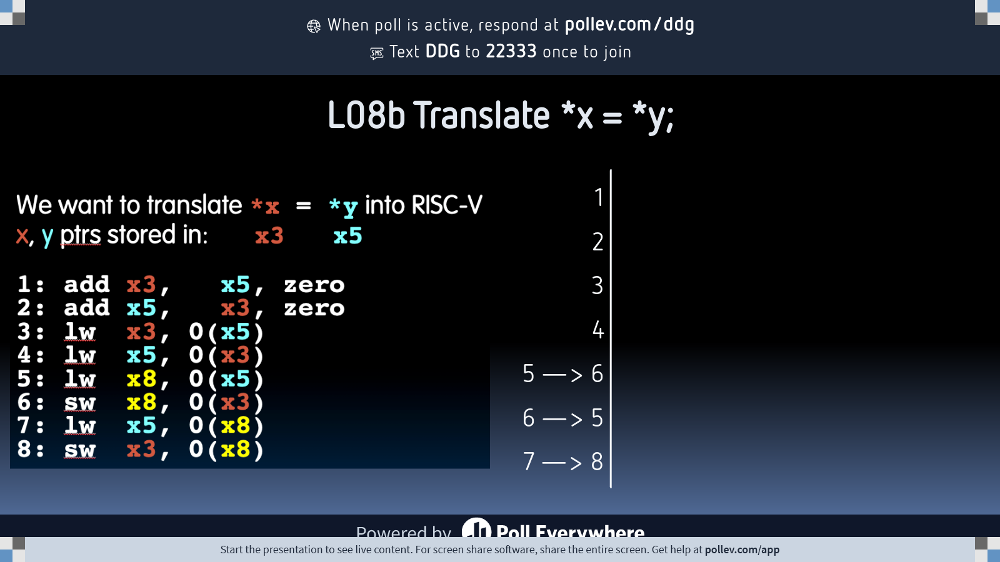 When poll is active, respond at pollev.com/ddg
SMS Text DDG to 22333 once to join
L08b Translate *x = *y;
We want to translate *x = *y into RISC-V
x, y ptrs stored in: x3 x5
1: add x3, x5, zero
2: add x5, x3, zero
3: lw x3, 0(x5)
4: lw x5, 0(x3)
5: lw x8, 0(x5)
6: sw x8, 0(x3)
7: lw x5, 0(x8)
8: sw x3, 0(x8)
1
2
3
4
5 —> 6
6 —> 5
7 —> 8
Powered by Poll Everywhere
Start the presentation to see live content. For screen share software, share the entire screen. Get help at pollev.com/app